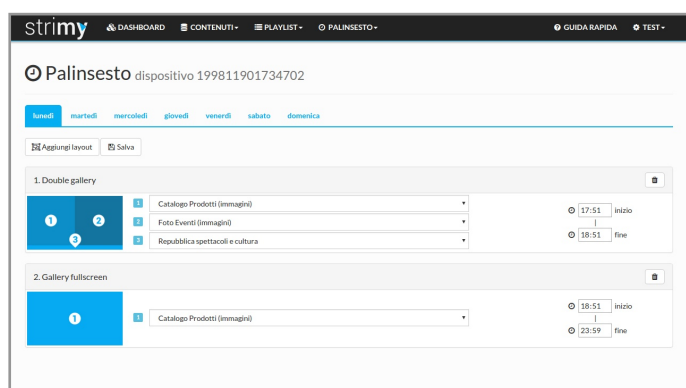 strimy DASHBOARD CONTENUTI PLAYLIST PALINSESTO GUIDA RAPIDA TEST
Palinsesto dispositivo 199811901734702
lunedì martedì mercoledì giovedì venerdì sabato domenica
Aggiungi layout Salva
1. Double gallery
1 Catalogo Prodotti (immagini) 17:51 inizio
1 2 2 Foto Eventi (immagini)
3 3 Repubblica spettacoli e cultura 18:51 fine
2. Gallery fullscreen
18:51 inizio
1 1 Catalogo Prodotti (immagini)
23:59 fine